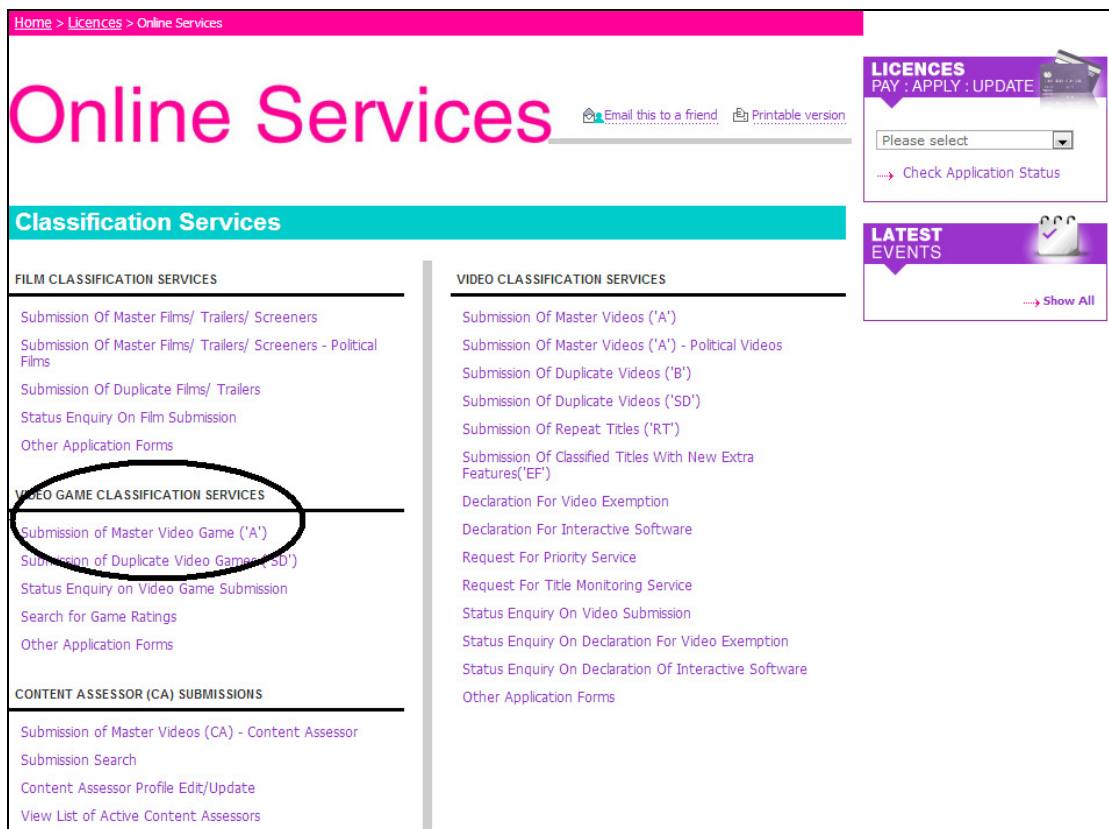 Home > Licences > Online Services
Online Services
Email this to a friend
Printable version
Classification Services
FILM CLASSIFICATION SERVICES
Submission Of Master Films/ Trailers/ Screeners
Submission Of Master Films/ Trailers/ Screeners - Political
Films
Submission Of Duplicate Films/ Trailers
Status Enquiry On Film Submission
Other Application Forms
VIDEO GAME CLASSIFICATION SERVICES
Submission of Master Video Game ('A')
Submission of Duplicate Video Games ('SD')
Status Enquiry on Video Game Submission
Search for Game Ratings
Other Application Forms
CONTENT ASSESSOR (CA) SUBMISSIONS
Submission of Master Videos (CA) - Content Assessor
Submission Search
Content Assessor Profile Edit/Update
View List of Active Content Assessors
VIDEO CLASSIFICATION SERVICES
Submission Of Master Videos ('A')
Submission Of Master Videos ('A') - Political Videos
Submission Of Duplicate Videos ('B')
Submission Of Duplicate Videos ('SD')
Submission Of Repeat Titles ('RT')
Submission Of Classified Titles With New Extra
Features('EF')
Declaration For Video Exemption
Declaration For Interactive Software
Request For Priority Service
Request For Title Monitoring Service
Status Enquiry On Video Submission
Status Enquiry On Declaration For Video Exemption
Status Enquiry On Declaration Of Interactive Software
Other Application Forms
LICENCES
PAY : APPLY : UPDATE
Please select
Check Application Status
LATEST
EVENTS
Show All